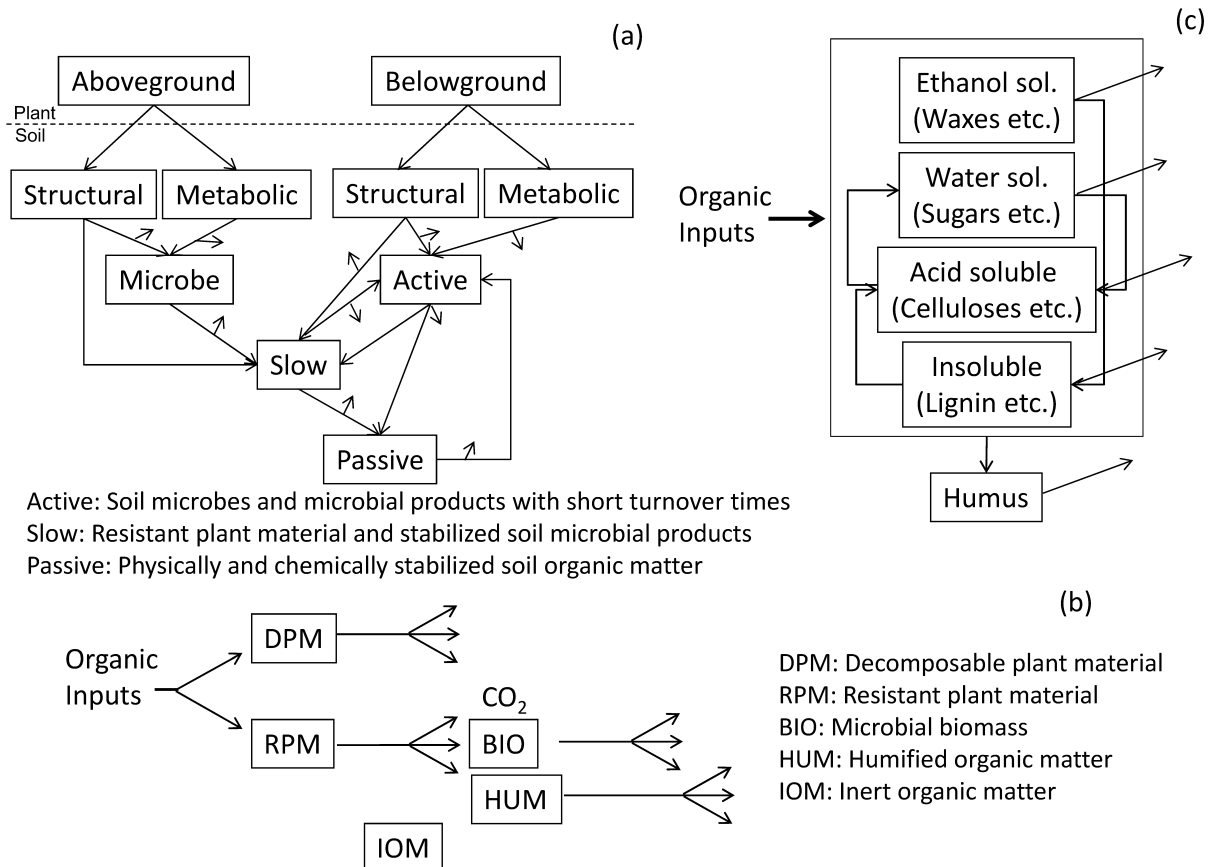 (a)
Aboveground
Belowground
Plant
Soil
Structural
Metabolic
Structural
Metabolic
Microbe
Active
Slow
Passive
Active: Soil microbes and microbial products with short turnover times
Slow: Resistant plant material and stabilized soil microbial products
Passive: Physically and chemically stabilized soil organic matter
(c)
Organic
Inputs
Ethanol sol.
(Waxes etc.)
Water sol.
(Sugars etc.)
Acid soluble
(Celluloses etc.)
Insoluble
(Lignin etc.)
Humus
(b)
Organic
Inputs
DPM
RPM
CO₂
BIO
HUM
IOM
DPM: Decomposable plant material
RPM: Resistant plant material
BIO: Microbial biomass
HUM: Humified organic matter
IOM: Inert organic matter